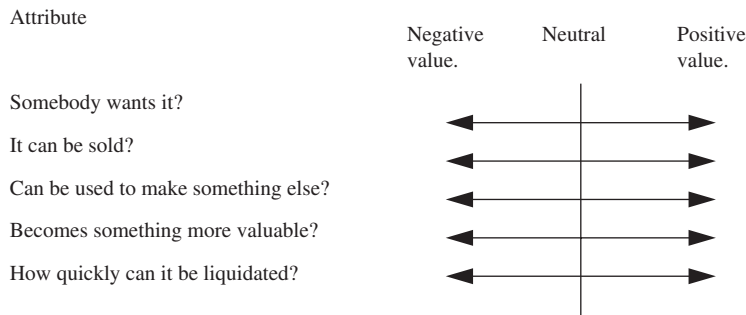 Attribute
Negative value.
Neutral
Positive value.
Somebody wants it?
It can be sold?
Can be used to make something else?
Becomes something more valuable?
How quickly can it be liquidated?